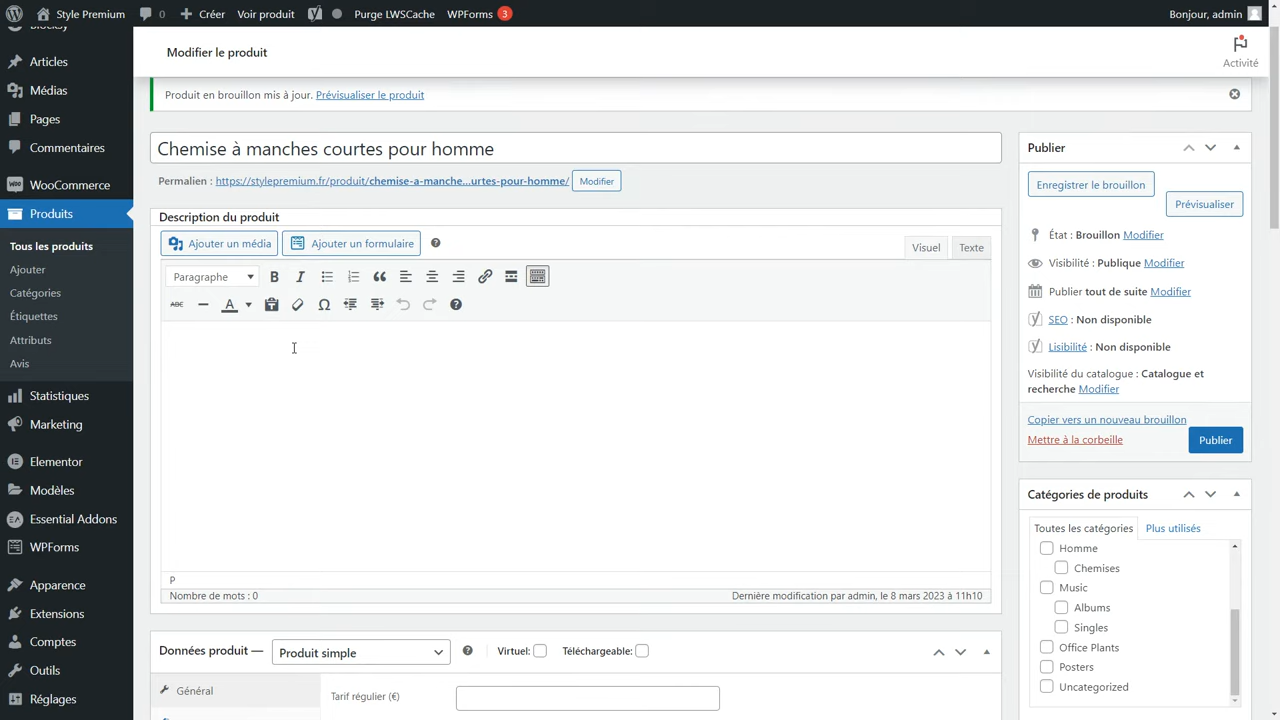 Style Premium
0
Créer
Voir produit
Purge LWSCache
WPForms 3
Bonjour, admin
Blocksy
Articles
Médias
Pages
Commentaires
WooCommerce
Produits
Tous les produits
Ajouter
Catégories
Étiquettes
Attributs
Avis
Statistiques
Marketing
Elementor
Modèles
Essential Addons
WPForms
Apparence
Extensions
Comptes
Outils
Réglages
Modifier le produit
Activité
Produit en brouillon mis à jour. Prévisualiser le produit
Chemise à manches courtes pour homme
Permalien : https://stylepremium.fr/produit/chemise-a-manche...urtes-pour-homme/ Modifier
Description du produit
Ajouter un média
Ajouter un formulaire
Visuel
Texte
Paragraphe
B
I
ABC
A
Ω
P
Nombre de mots : 0
Dernière modification par admin, le 8 mars 2023 à 11h10
Données produit —
Produit simple
Virtuel:
Téléchargeable:
Général
Tarif régulier (€)
Publier
Enregistrer le brouillon
Prévisualiser
État : Brouillon Modifier
Visibilité : Publique Modifier
Publier tout de suite Modifier
SEO : Non disponible
Lisibilité : Non disponible
Visibilité du catalogue : Catalogue et
recherche Modifier
Copier vers un nouveau brouillon
Mettre à la corbeille
Publier
Catégories de produits
Toutes les catégories
Plus utilisés
Homme
Chemises
Music
Albums
Singles
Office Plants
Posters
Uncategorized